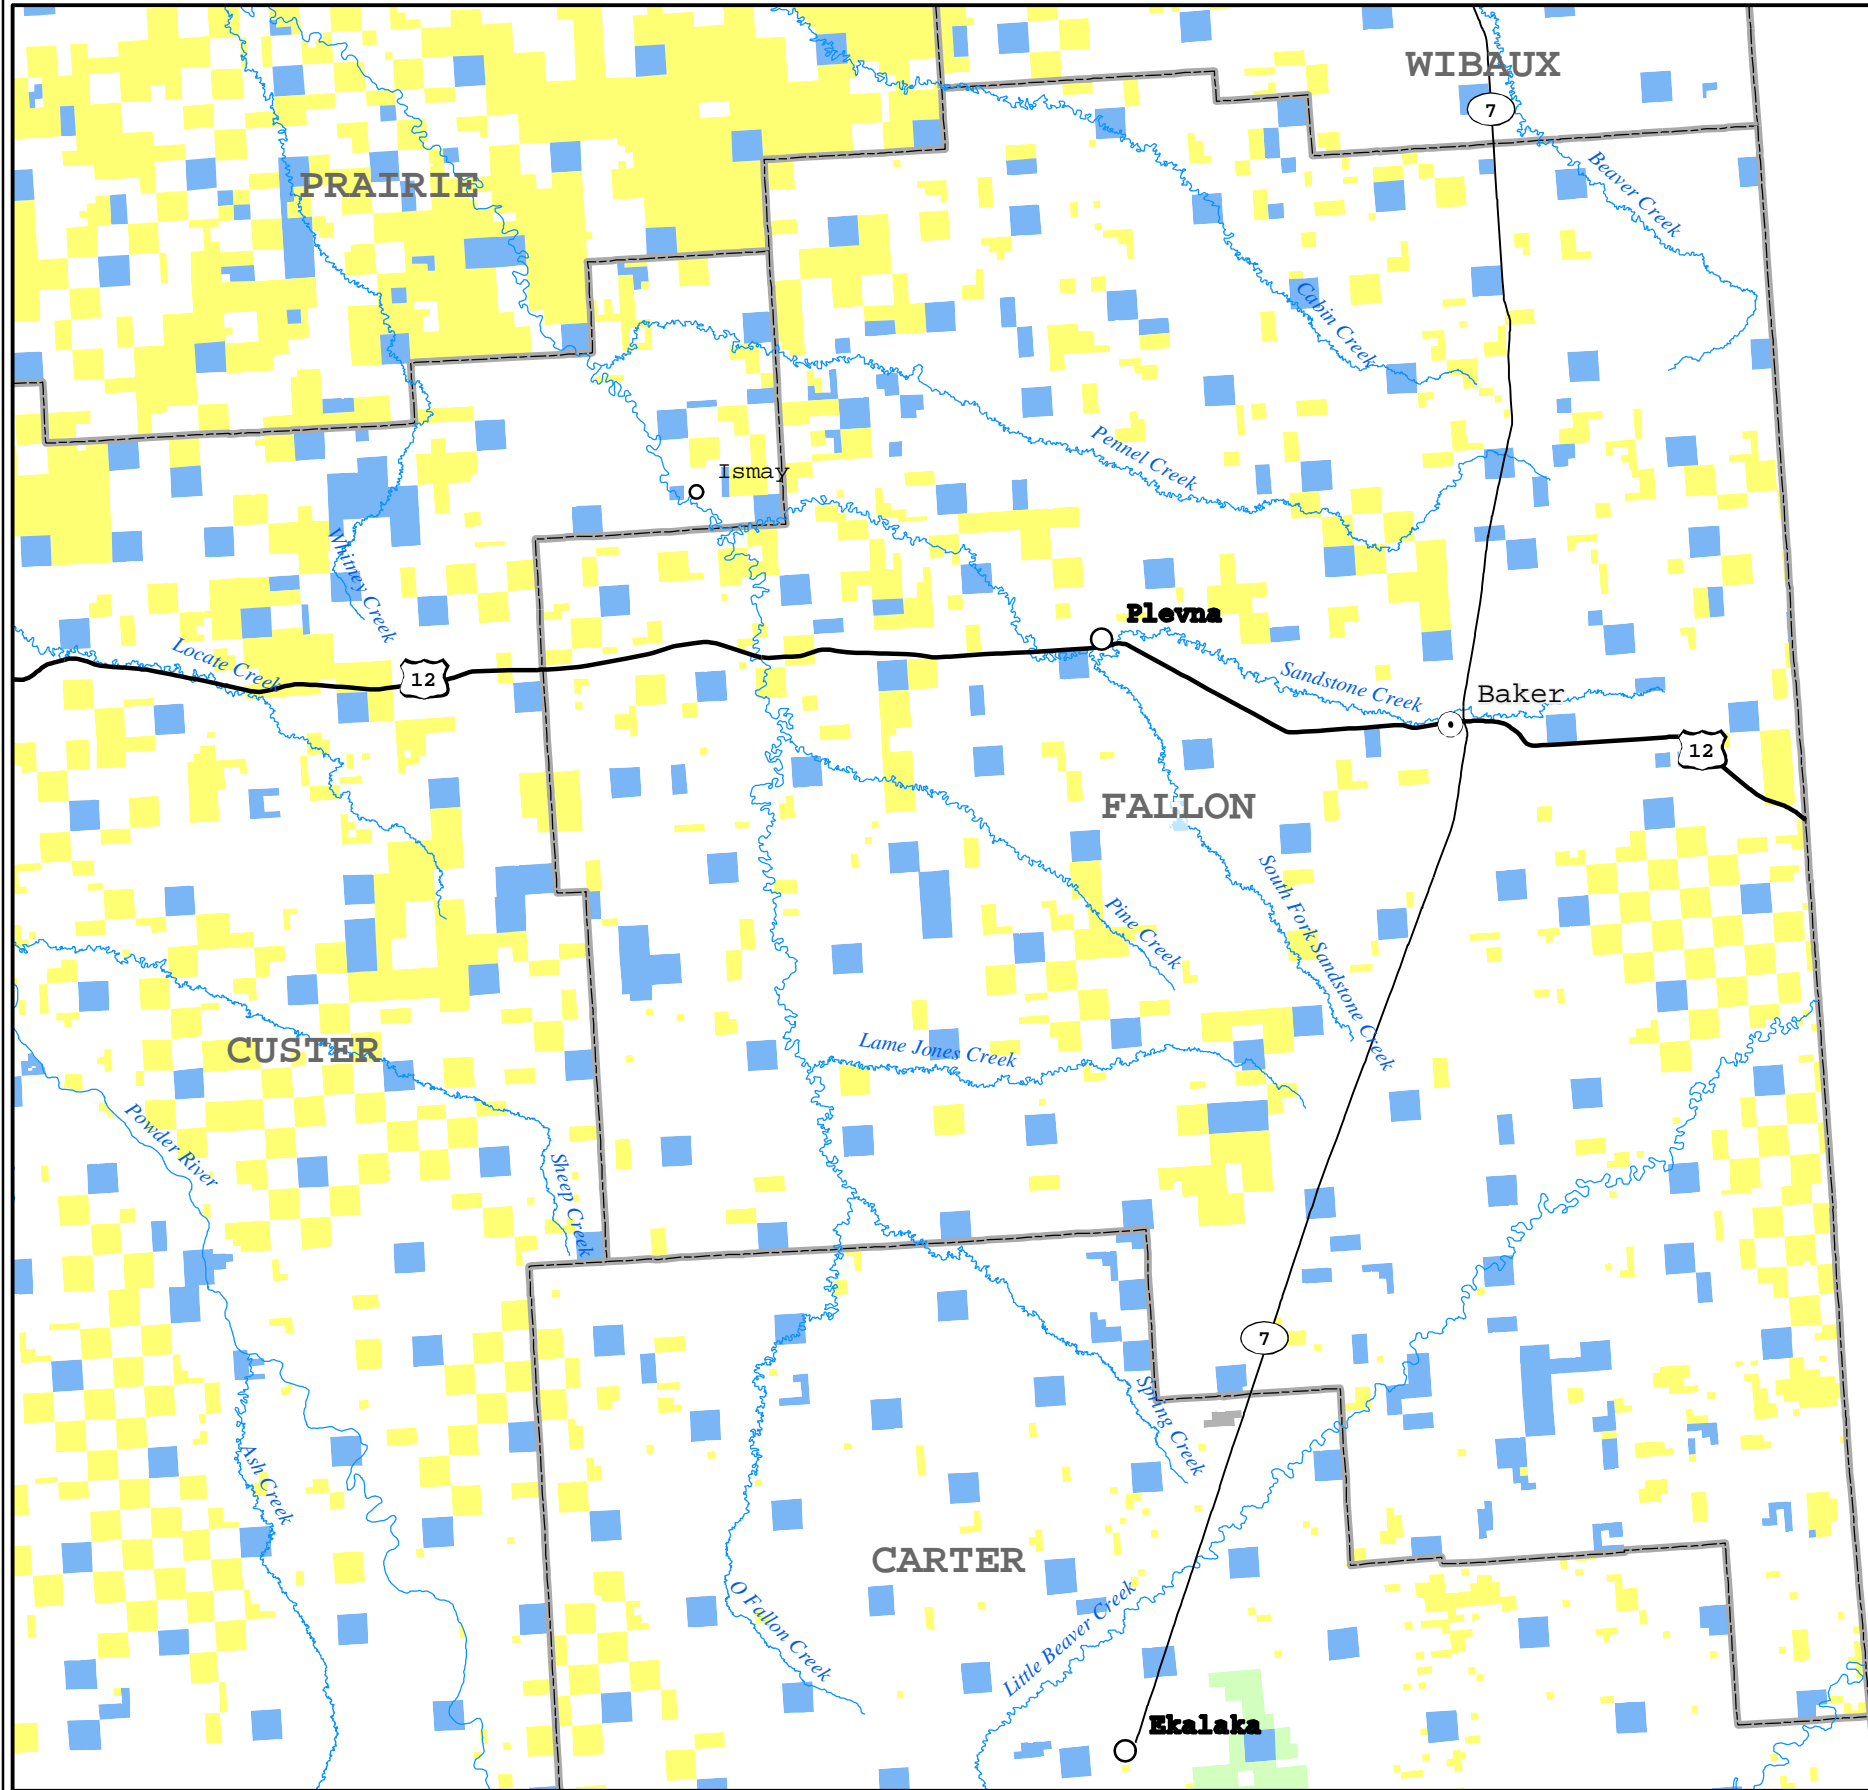 WIBAUX
7
Beaver Creek
PRAIRIE
Cabin Creek
Pennel Creek
Ismay
Whitney Creek
Plevna
Locate Creek
12
Sandstone Creek
Baker
12
FALLON
South Fork Sandstone Creek
Pine Creek
CUSTER
Lame Jones Creek
Powder River
Sheep Creek
7
Spring Creek
Ash Creek
CARTER
O Fallon Creek
Little Beaver Creek
Ekalaka